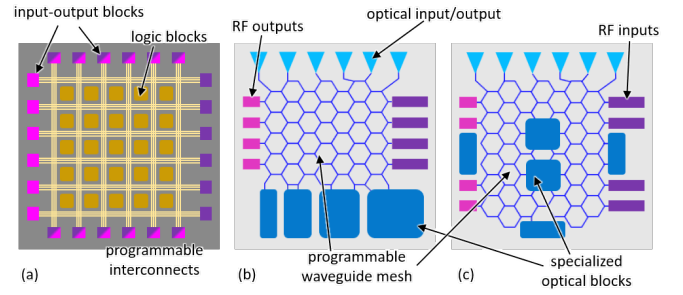 input-output blocks
logic blocks
RF outputs
optical input/output
RF inputs
programmable
interconnects
programmable
waveguide mesh
specialized
optical blocks
(a)
(b)
(c)